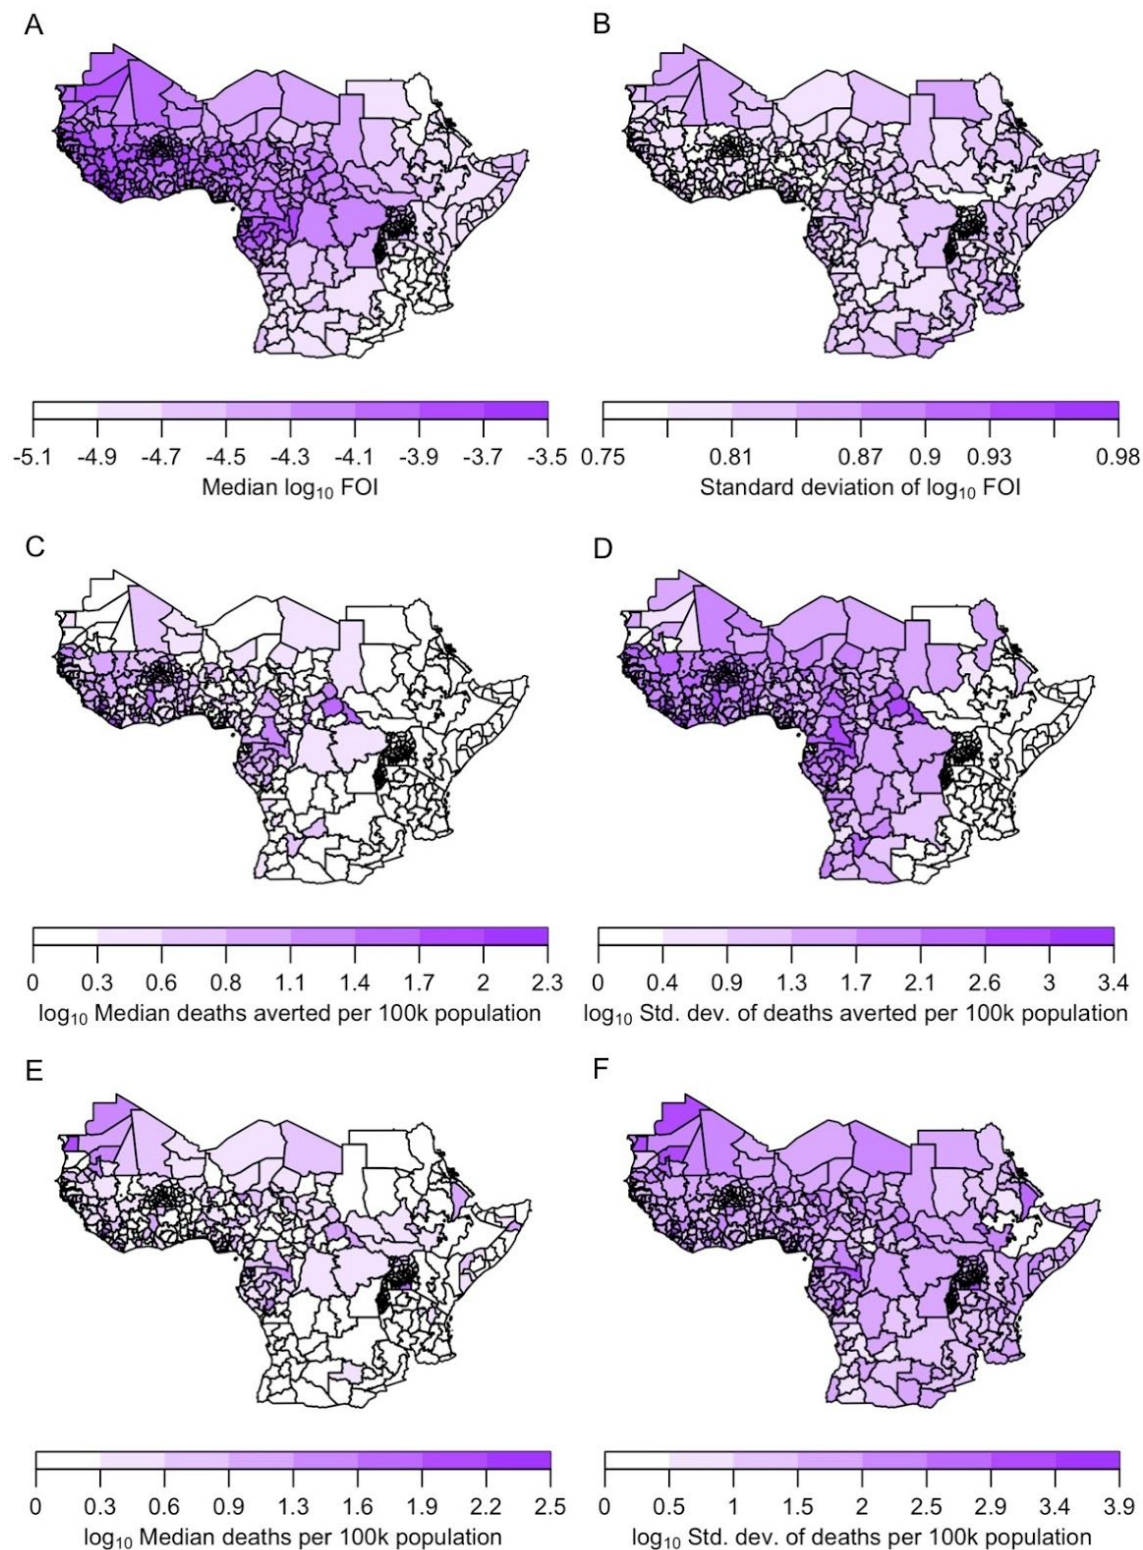 A
B
-5.1 -4.9 -4.7 -4.5 -4.3 -4.1 -3.9 -3.7 -3.5
Median log₁₀ FOI
0.75 0.81 0.87 0.9 0.93 0.98
Standard deviation of log₁₀ FOI
C
D
0 0.3 0.6 0.8 1.1 1.4 1.7 2 2.3
log₁₀ Median deaths averted per 100k population
0 0.4 0.9 1.3 1.7 2.1 2.6 3 3.4
log₁₀ Std. dev. of deaths averted per 100k population
E
F
0 0.3 0.6 0.9 1.3 1.6 1.9 2.2 2.5
log₁₀ Median deaths per 100k population
0 0.5 1 1.5 2 2.5 2.9 3.4 3.9
log₁₀ Std. dev. of deaths per 100k population